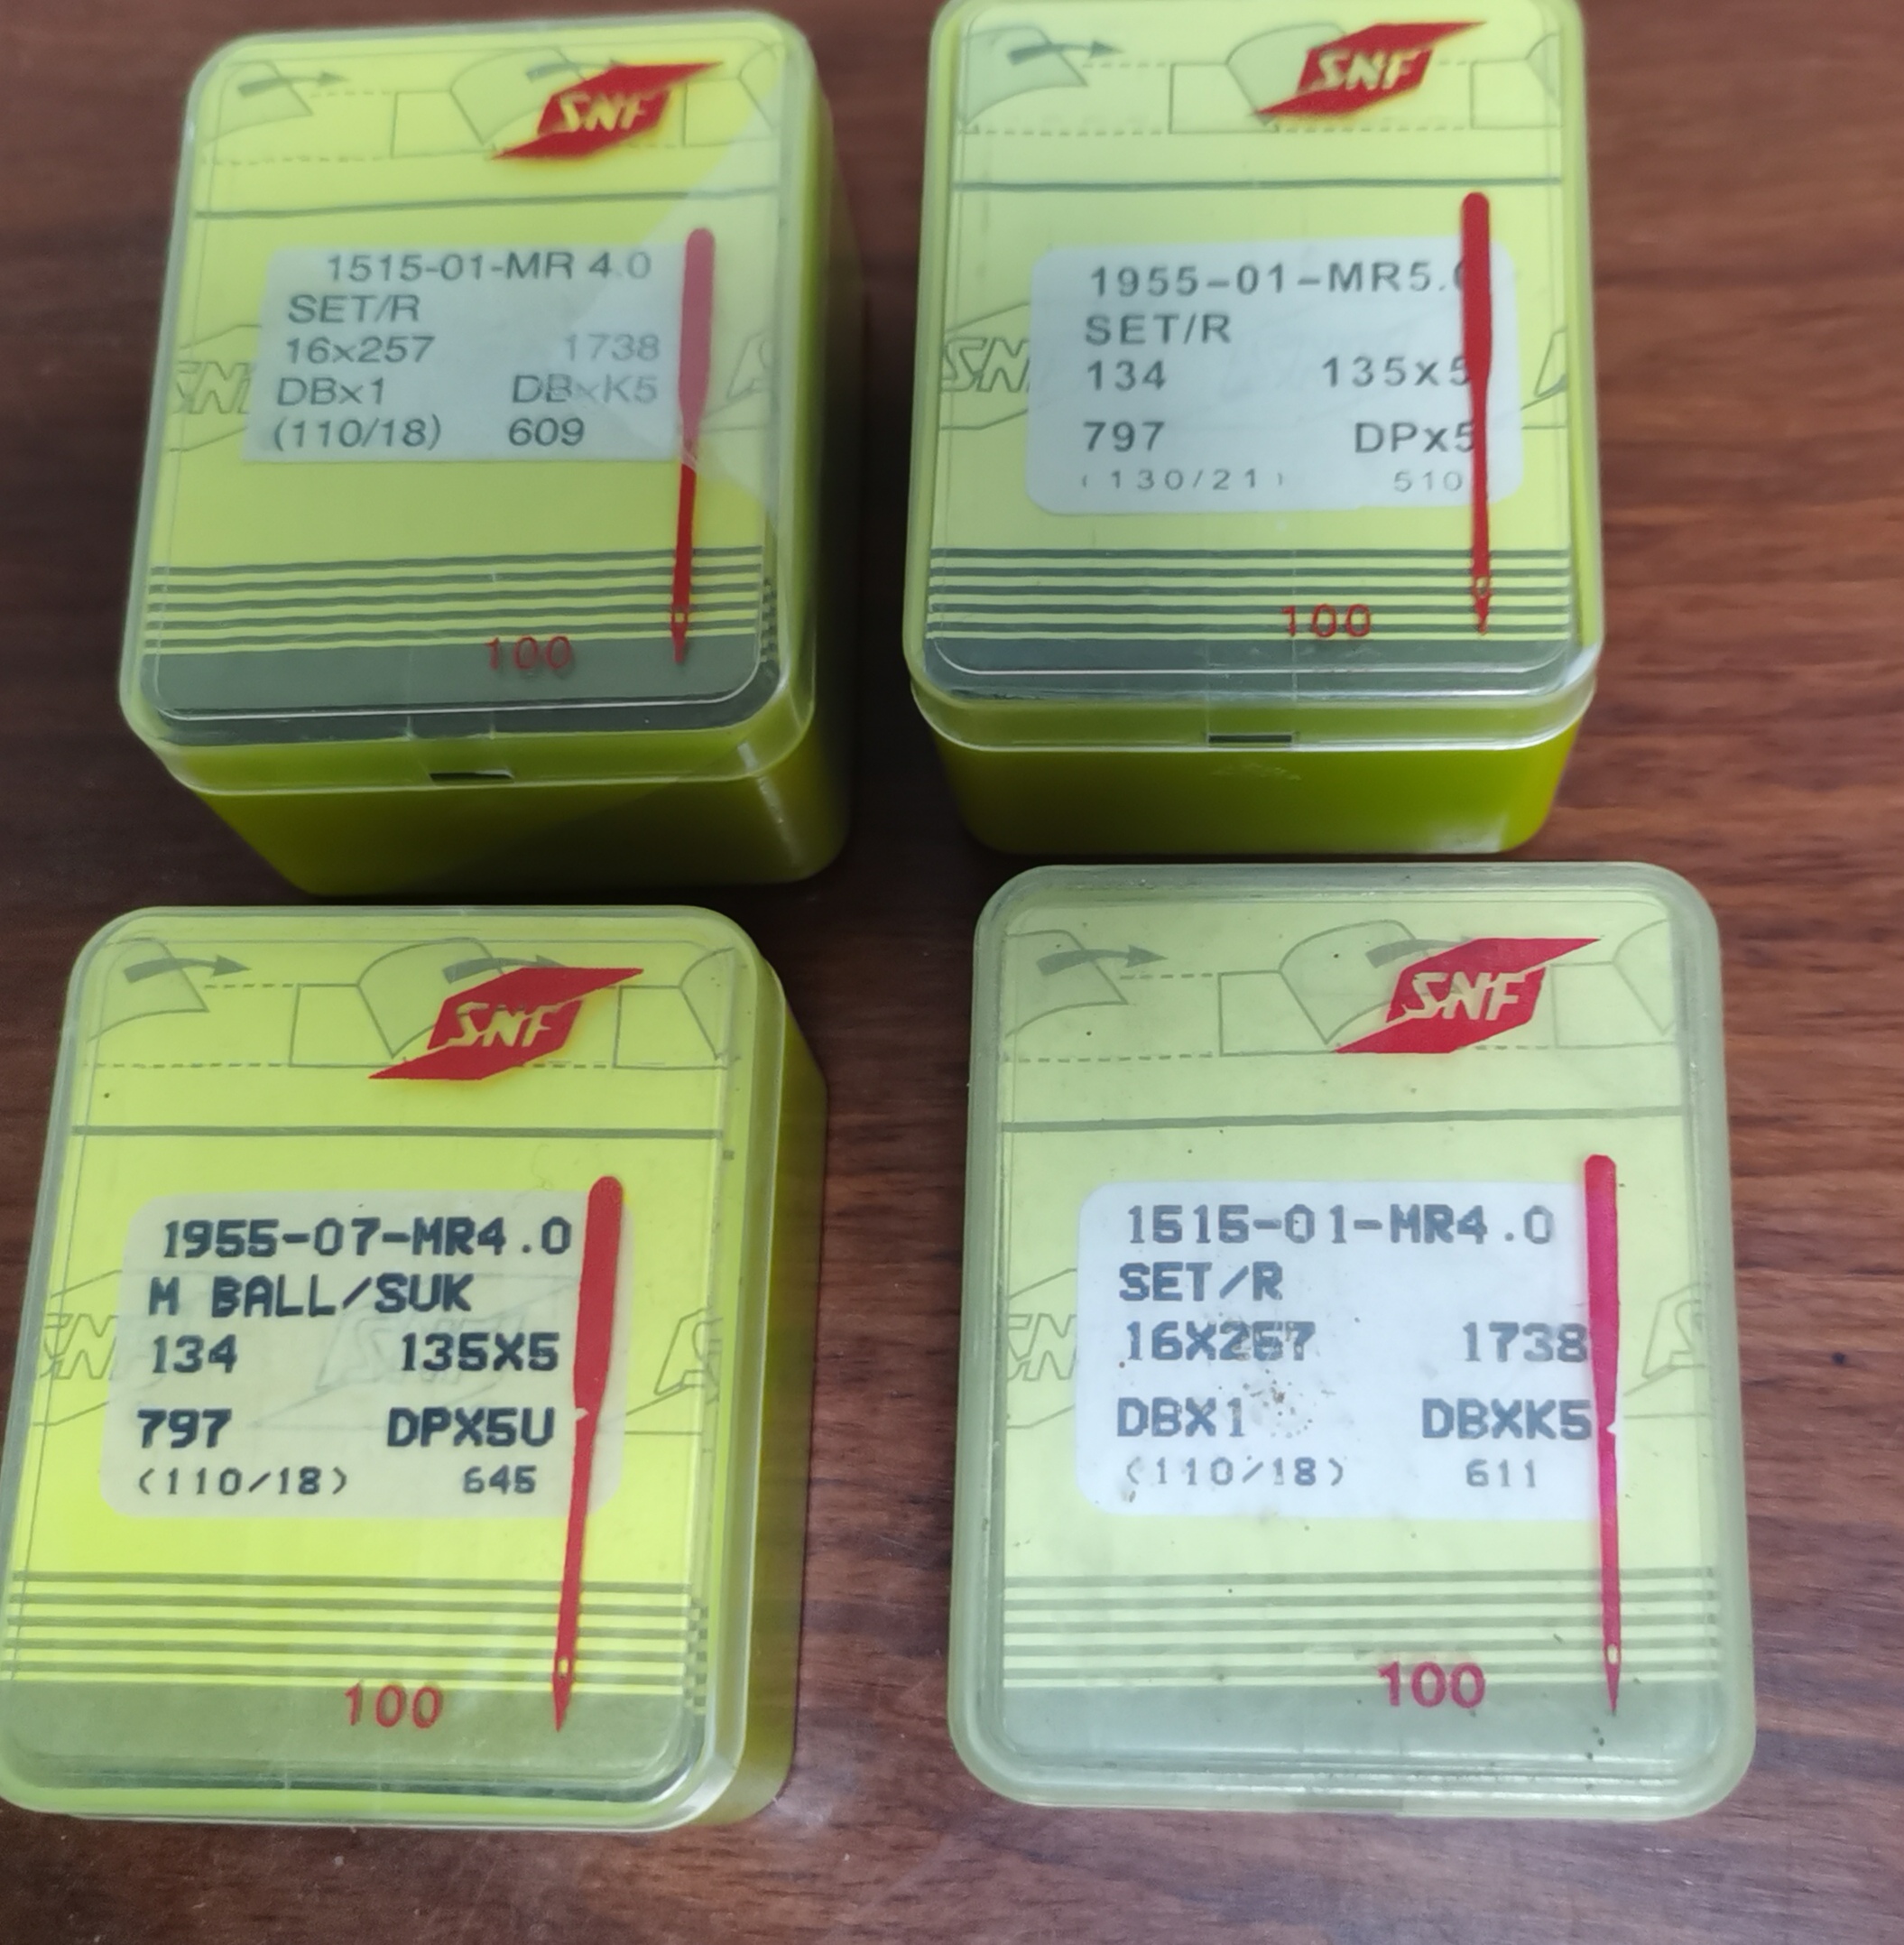 SNF
1515-01-MR 4.0
SET/R
16x257 1738
DBx1 DBxK5
(110/18) 609
100
SNF
1955-01-MR5.
SET/R
134 135x5
797 DPx5
(130/21) 510
100
SNF
1955-07-MR4.0
M BALL/SUK
134 135X5
797 DPX5U
(110/18) 645
100
SNF
1515-01-MR4.0
SET/R
16X257 1738
DBX1 DBXK5
(110/18) 611
100